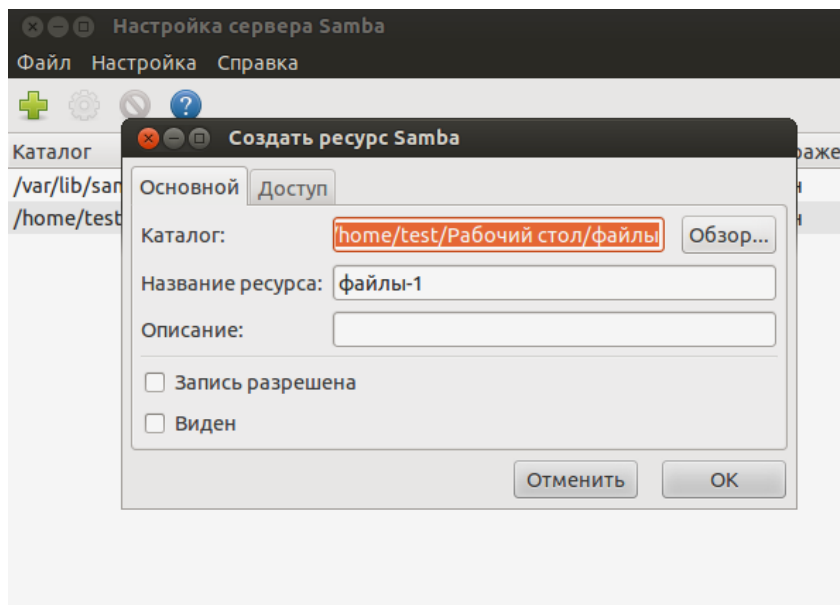 Настройка сервера Samba
Файл Настройка Справка
?
Создать ресурс Samba
Каталог
/var/lib/sam
/home/test
Основной Доступ
Каталог: /home/test/Рабочий стол/файлы Обзор...
Название ресурса: файлы-1
Описание:
Запись разрешена
Виден
Отменить OK